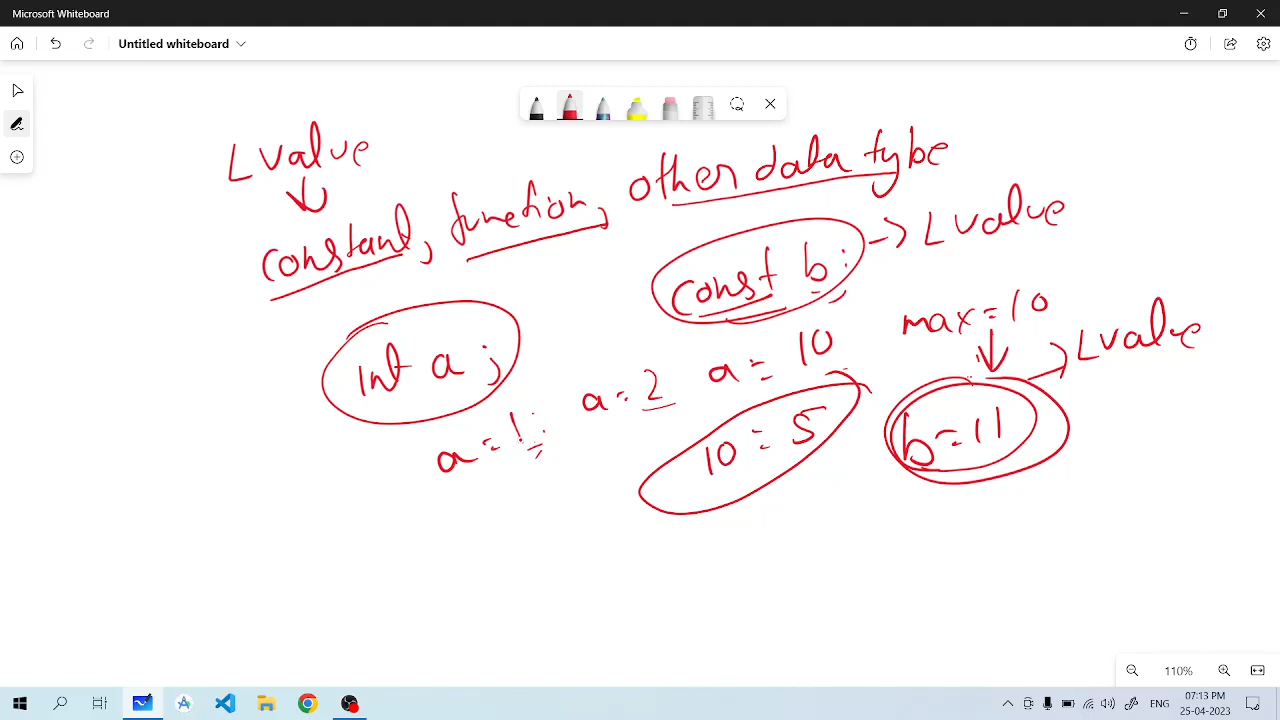 Microsoft Whiteboard
Untitled whiteboard
Lvalue
constant, function, other data type
const b; -> Lvalue
int a;
max=10
a=1;
a=2
a=10
10=5
b=11
Lvalue
110%
ENG
07:13 PM
25-04-2023